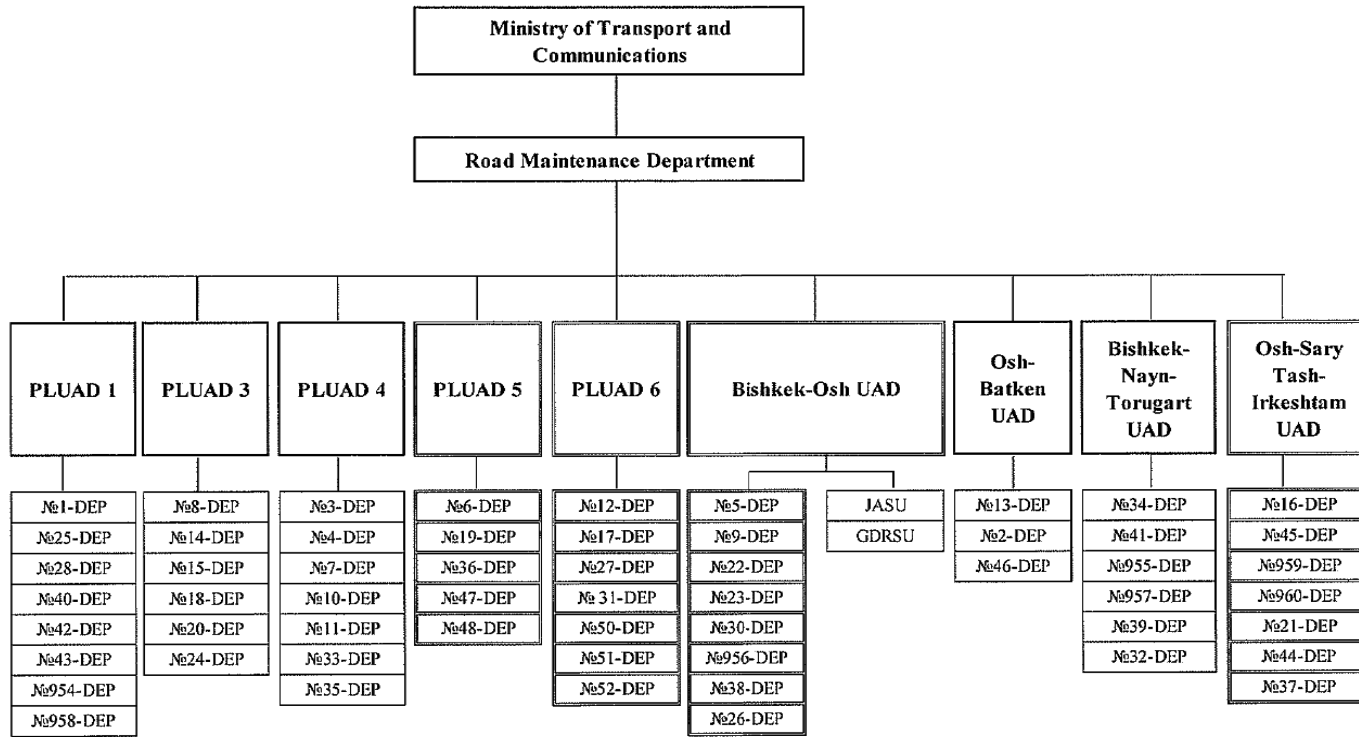 Ministry of Transport and
Communications
Road Maintenance Department
PLUAD 1
PLUAD 3
PLUAD 4
PLUAD 5
PLUAD 6
Bishkek-Osh UAD
Osh-
Batken
UAD
Bishkek-
Nayn-
Torugart
UAD
Osh-Sary
Tash-
Irkeshtam
UAD
№1-DEP
№25-DEP
№28-DEP
№40-DEP
№42-DEP
№43-DEP
№954-DEP
№958-DEP
№8-DEP
№14-DEP
№15-DEP
№18-DEP
№20-DEP
№24-DEP
№3-DEP
№4-DEP
№7-DEP
№10-DEP
№11-DEP
№33-DEP
№35-DEP
№6-DEP
№19-DEP
№36-DEP
№47-DEP
№48-DEP
№12-DEP
№17-DEP
№27-DEP
№ 31-DEP
№50-DEP
№51-DEP
№52-DEP
№5-DEP
№9-DEP
№22-DEP
№23-DEP
№30-DEP
№956-DEP
№38-DEP
№26-DEP
JASU
GDRSU
№13-DEP
№2-DEP
№46-DEP
№34-DEP
№41-DEP
№955-DEP
№957-DEP
№39-DEP
№32-DEP
№16-DEP
№45-DEP
№959-DEP
№960-DEP
№21-DEP
№44-DEP
№37-DEP